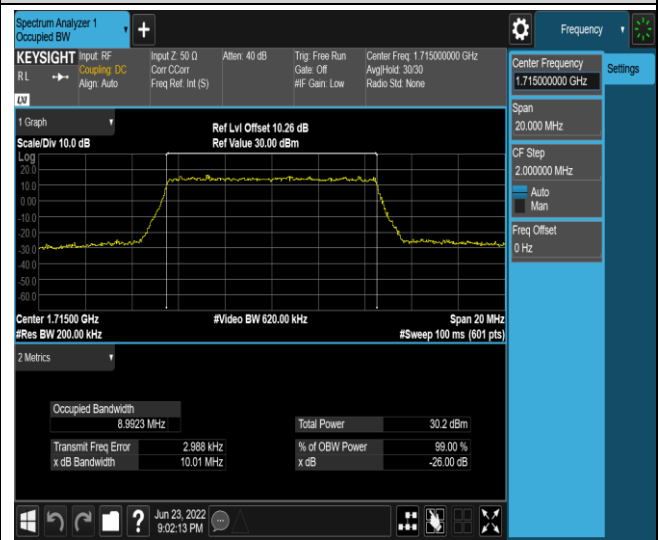 Spectrum Analyzer 1
Occupied BW
Frequency
KEYSIGHT Input: RF Input Z: 50 Ω Atten: 40 dB Trig: Free Run Center Freq: 1.715000000 GHz
R L Coupling: DC Corr CCorr Gate: Off Avg|Hold: 30/30
Align: Auto Freq Ref: Int (S) #IF Gain: Low Radio Std: None
LXI
Center Frequency
1.715000000 GHz
Settings
Span
20.000 MHz
CF Step
2.000000 MHz
Auto
Man
Freq Offset
0 Hz
1 Graph
Ref Lvl Offset 10.26 dB
Scale/Div 10.0 dB Ref Value 30.00 dBm
Log
20.0
10.0
0.00
-10.0
-20.0
-30.0
-40.0
-50.0
-60.0
Center 1.71500 GHz #Video BW 620.00 kHz Span 20 MHz
#Res BW 200.00 kHz #Sweep 100 ms (601 pts)
2 Metrics
Occupied Bandwidth
8.9923 MHz Total Power 30.2 dBm
Transmit Freq Error 2.988 kHz % of OBW Power 99.00 %
x dB Bandwidth 10.01 MHz x dB -26.00 dB
? Jun 23, 2022
9:02:13 PM